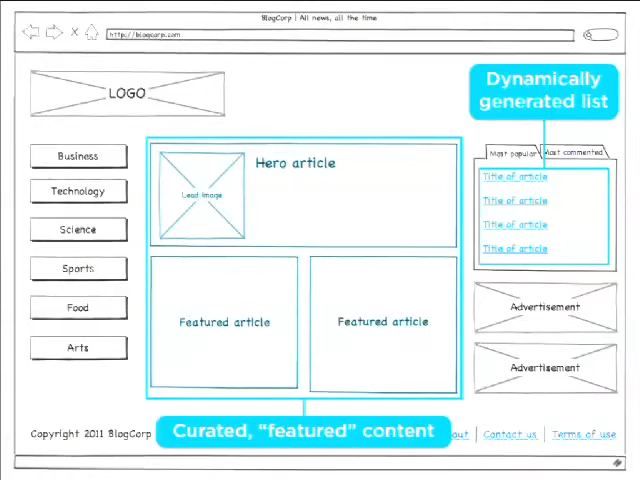 BlogCorp | All news, all the time
http://blogcorp.com
Dynamically
generated list
LOGO
Business
Technology
Science
Sports
Food
Arts
Hero article
Lead image
Featured article
Featured article
Most popular
Most commented
Title of article
Title of article
Title of article
Title of article
Advertisement
Advertisement
Curated, “featured” content
Copyright 2011 BlogCorp
Contact us | Terms of use